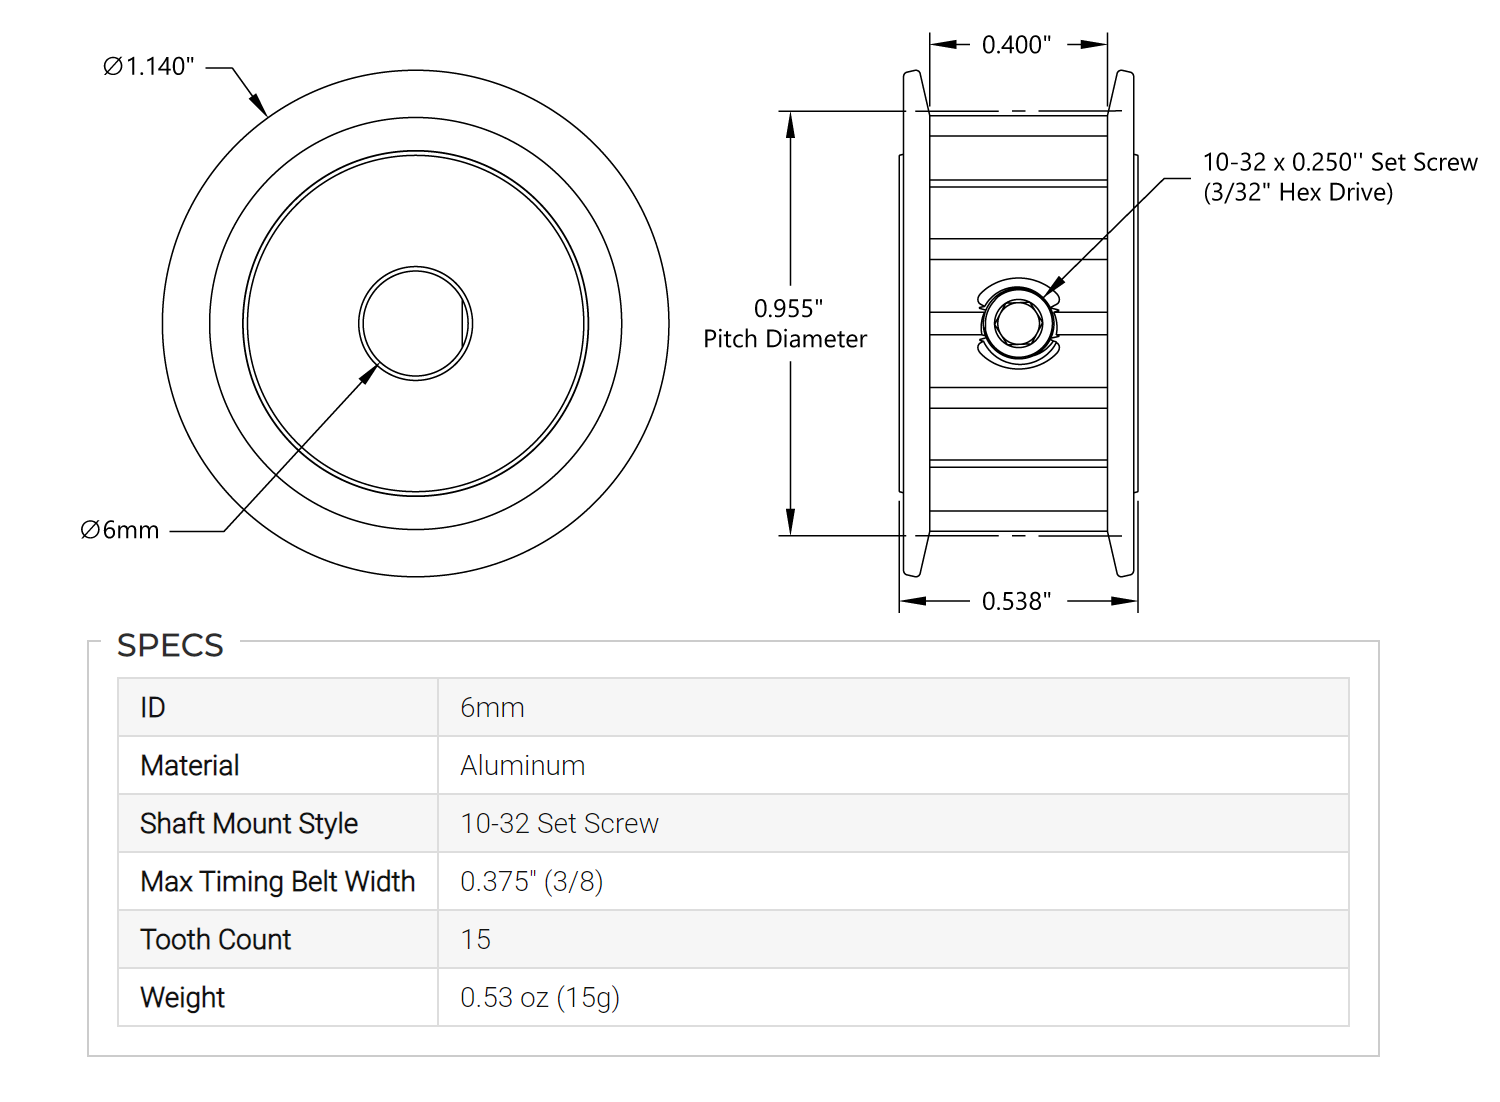 Ø1.140"
0.400"
10-32 x 0.250'' Set Screw
(3/32" Hex Drive)
0.955"
Pitch Diameter
Ø6mm
0.538"
SPECS
ID 6mm
Material Aluminum
Shaft Mount Style 10-32 Set Screw
Max Timing Belt Width 0.375" (3/8)
Tooth Count 15
Weight 0.53 oz (15g)